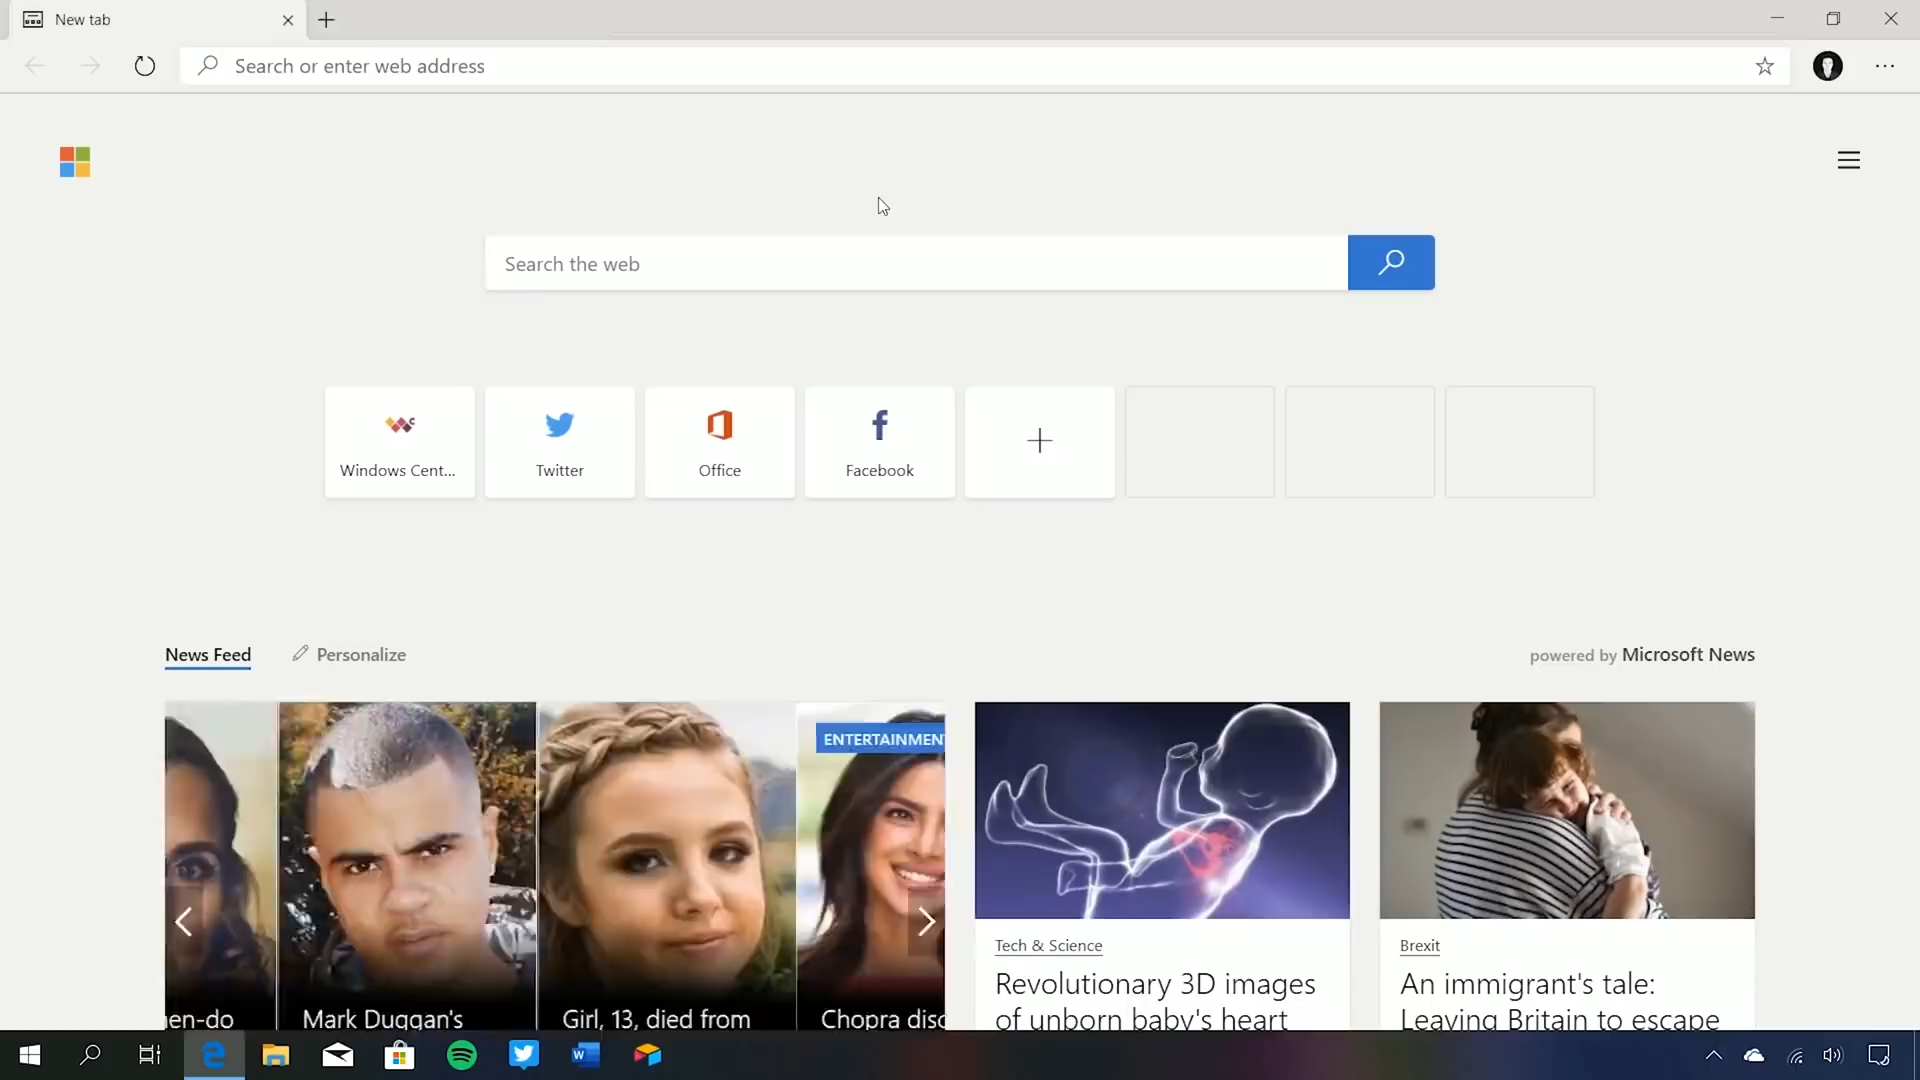 New tab
Search or enter web address
Search the web
Windows Cent...
Twitter
Office
Facebook
News Feed
Personalize
powered by Microsoft News
ENTERTAINMEN
en-do
Mark Duggan's
Girl, 13, died from
Chopra disc
Tech & Science
Revolutionary 3D images
of unborn baby's heart
Brexit
An immigrant's tale:
Leaving Britain to escape